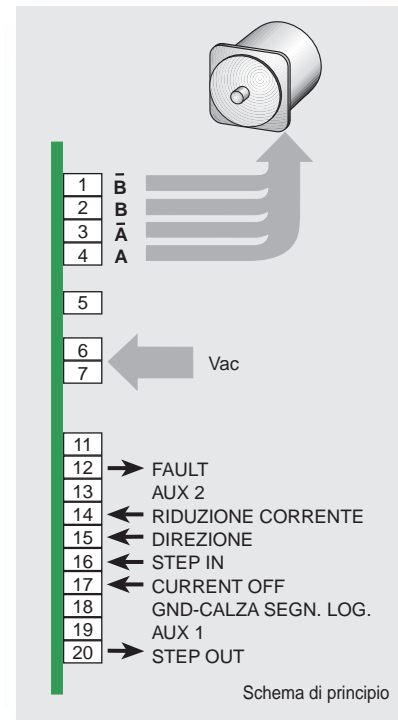 1 B̅
2 B
3 A̅
4 A
5
6
7
Vac
11
12 FAULT
13 AUX 2
14 RIDUZIONE CORRENTE
15 DIREZIONE
16 STEP IN
17 CURRENT OFF
18 GND-CALZA SEGN. LOG.
19 AUX 1
20 STEP OUT
Schema di principio